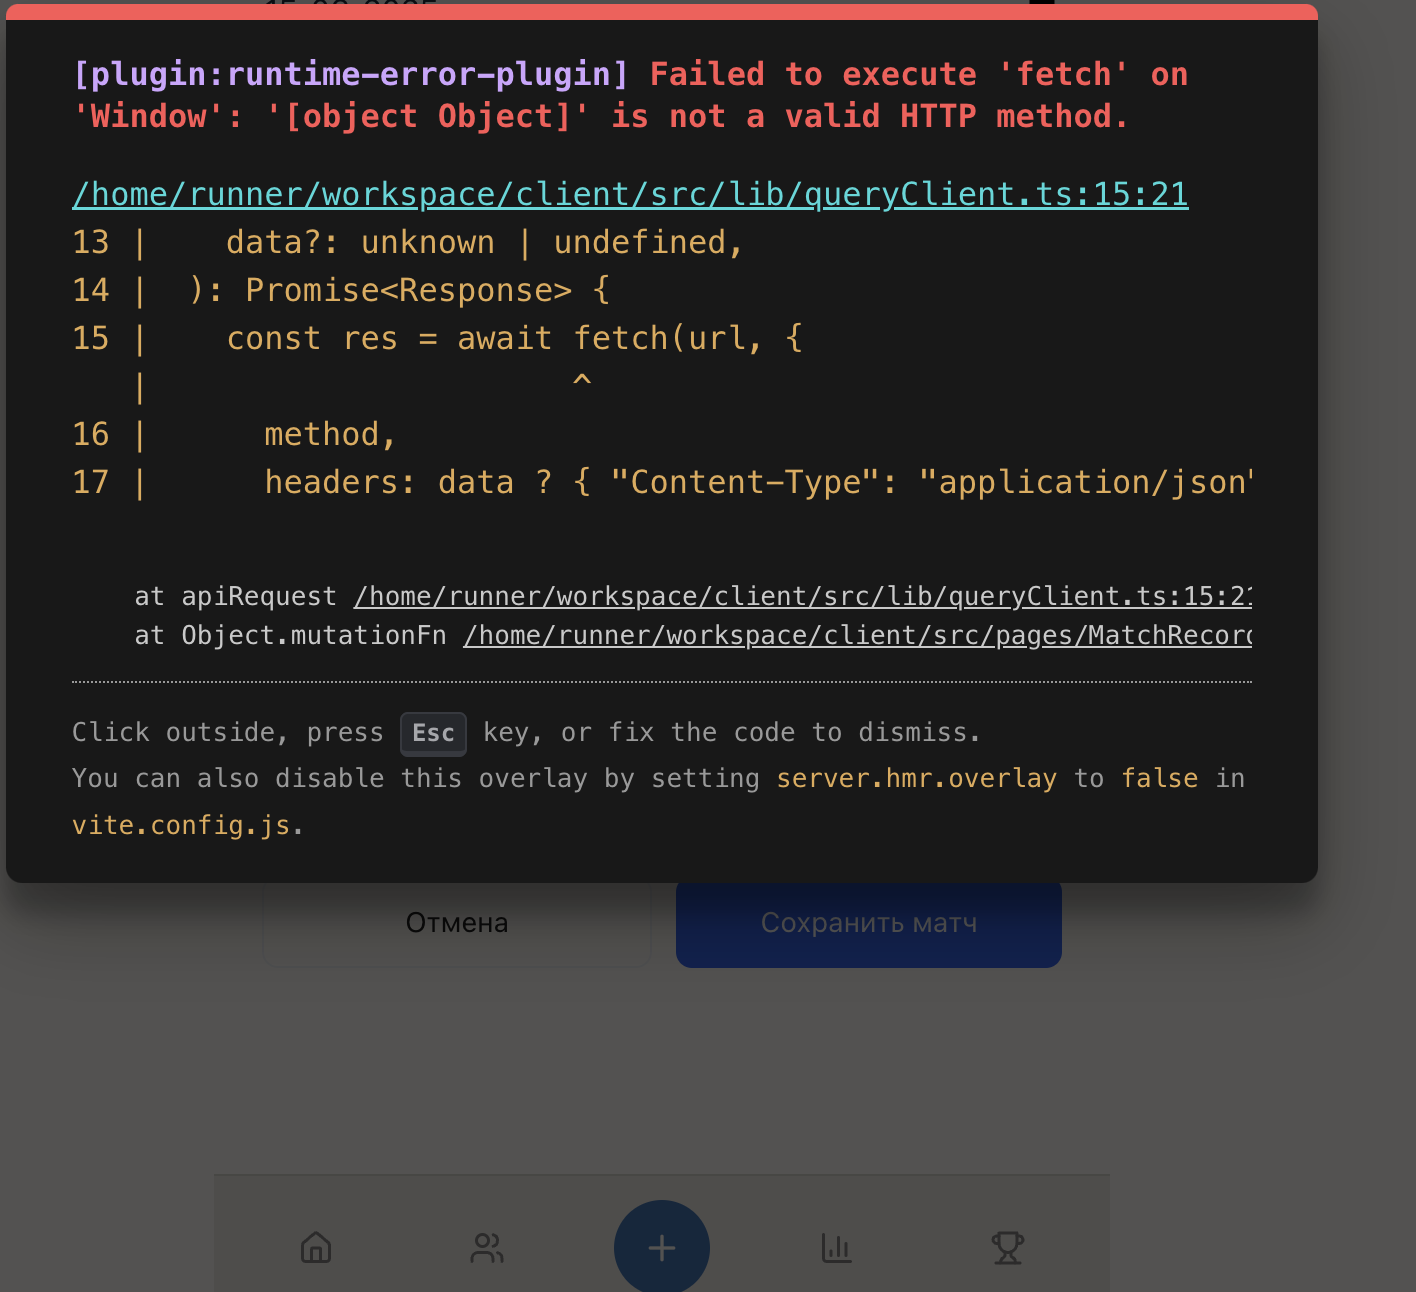 [plugin:runtime-error-plugin] Failed to execute 'fetch' on
'Window': '[object Object]' is not a valid HTTP method.
/home/runner/workspace/client/src/lib/queryClient.ts:15:21
13 |    data?: unknown | undefined,
14 |  ): Promise<Response> {
15 |    const res = await fetch(url, {
   |                      ^
16 |      method,
17 |      headers: data ? { "Content-Type": "application/json"
at apiRequest /home/runner/workspace/client/src/lib/queryClient.ts:15:21
at Object.mutationFn /home/runner/workspace/client/src/pages/MatchRecord
Click outside, press Esc key, or fix the code to dismiss.
You can also disable this overlay by setting server.hmr.overlay to false in
vite.config.js.
Отмена
Сохранить матч